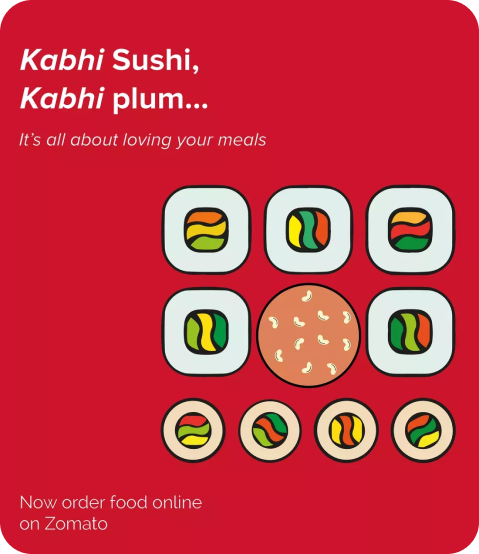 Kabhi Sushi,
Kabhi plum...
It's all about loving your meals
Now order food online
on Zomato